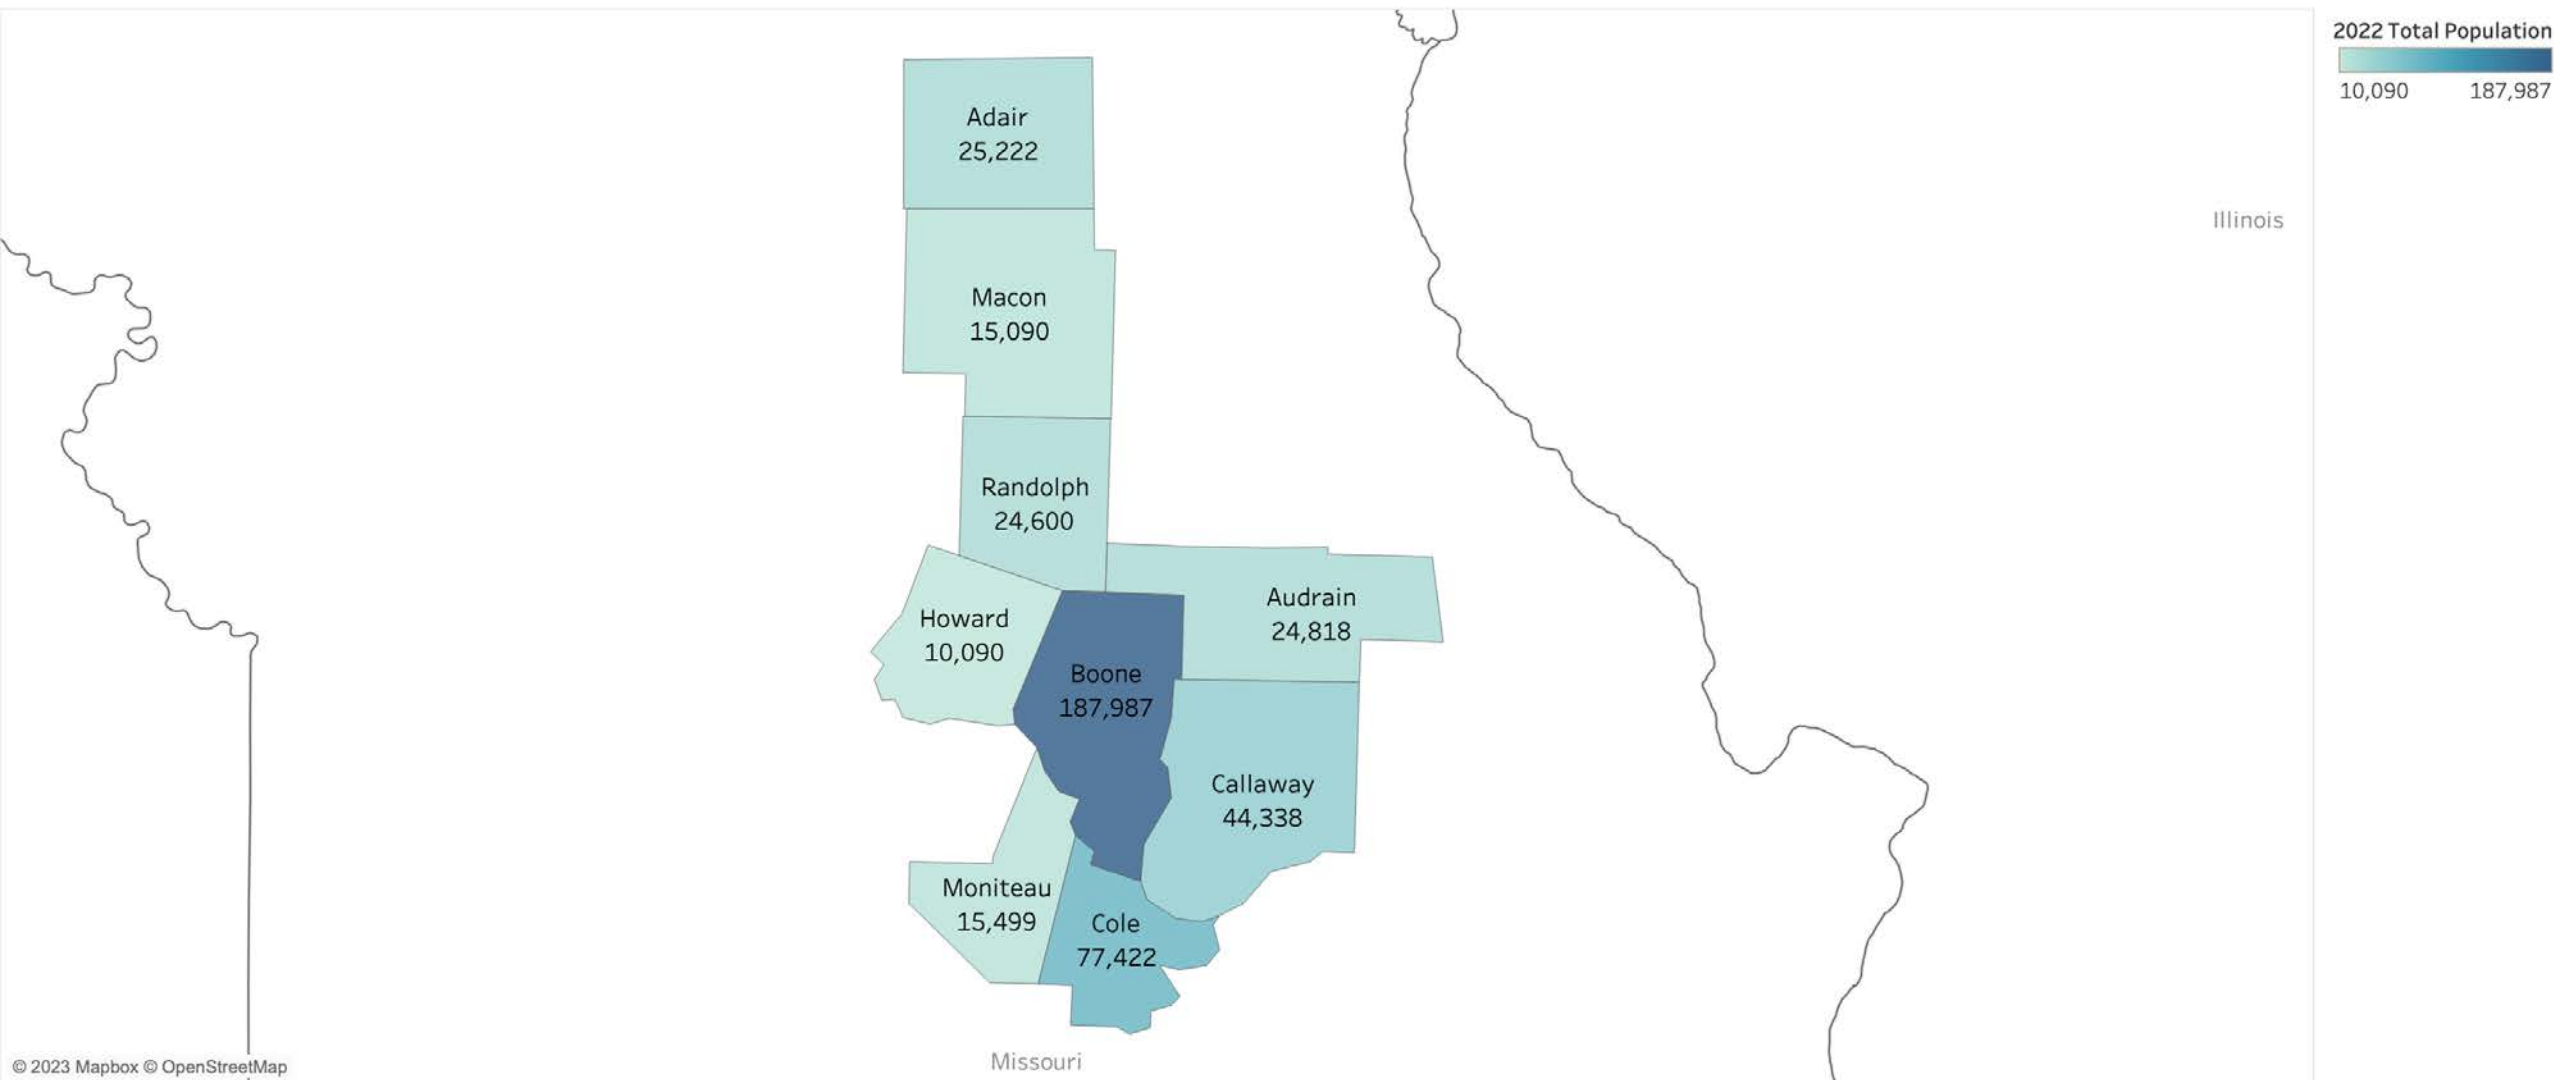 2022 Total Population
10,090 187,987
Adair
25,222
Illinois
Macon
15,090
Randolph
24,600
Audrain
24,818
Howard
10,090
Boone
187,987
Callaway
44,338
Moniteau
15,499
Cole
77,422
Missouri
© 2023 Mapbox © OpenStreetMap